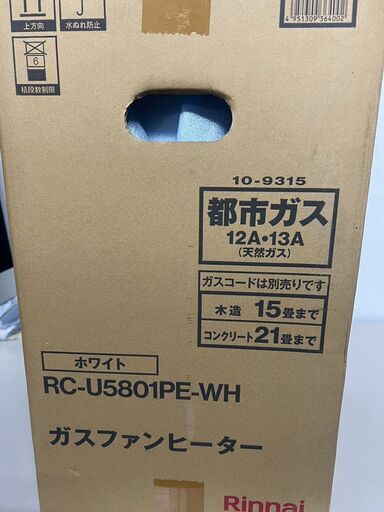 上方向
水ぬれ防止
6
積段数制限
4 951309 364002
10-9315
都市ガス
12A・13A
(天然ガス)
ガスコードは別売りです
木造 15畳まで
コンクリート 21畳まで
ホワイト
RC-U5801PE-WH
ガスファンヒーター
Rinnai